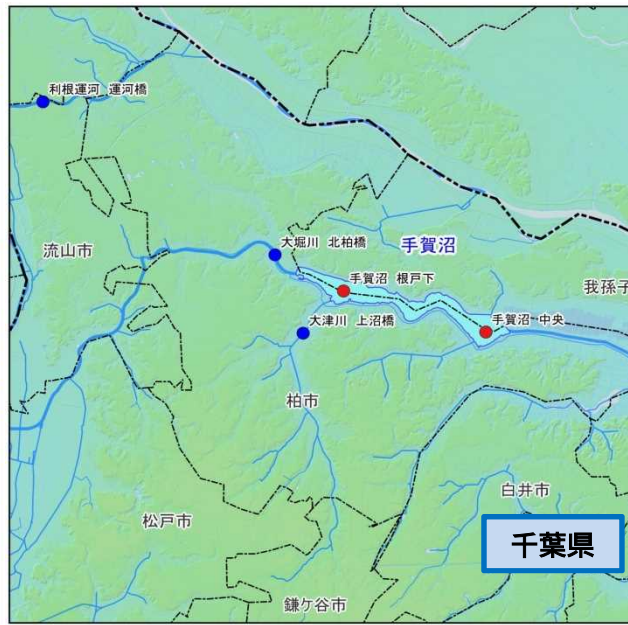 利根運河 運河橋
大堀川 北柏橋
手賀沼
流山市
手賀沼 根戸下
我孫子
手賀沼 中央
大津川 上沼橋
柏市
白井市
松戸市
千葉県
鎌ケ谷市